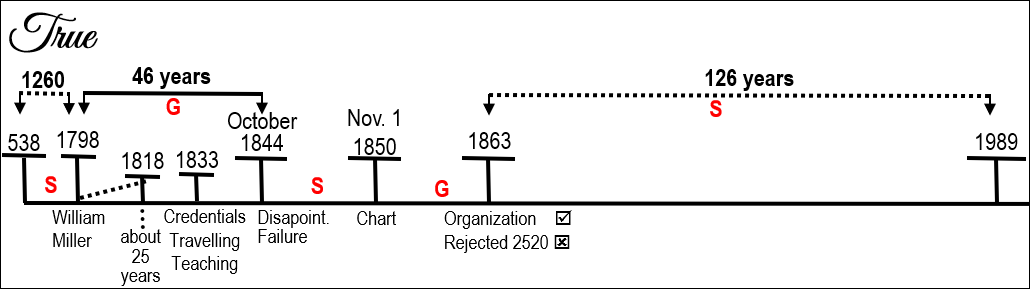 True
1260
46 years
126 years
G
S
October
Nov. 1
538
1798
1818
1833
1844
1850
1863
1989
S
S
G
William
Miller
about
25
years
Credentials
Travelling
Teaching
Disapoint.
Failure
Chart
Organization ☑
Rejected 2520 ☒